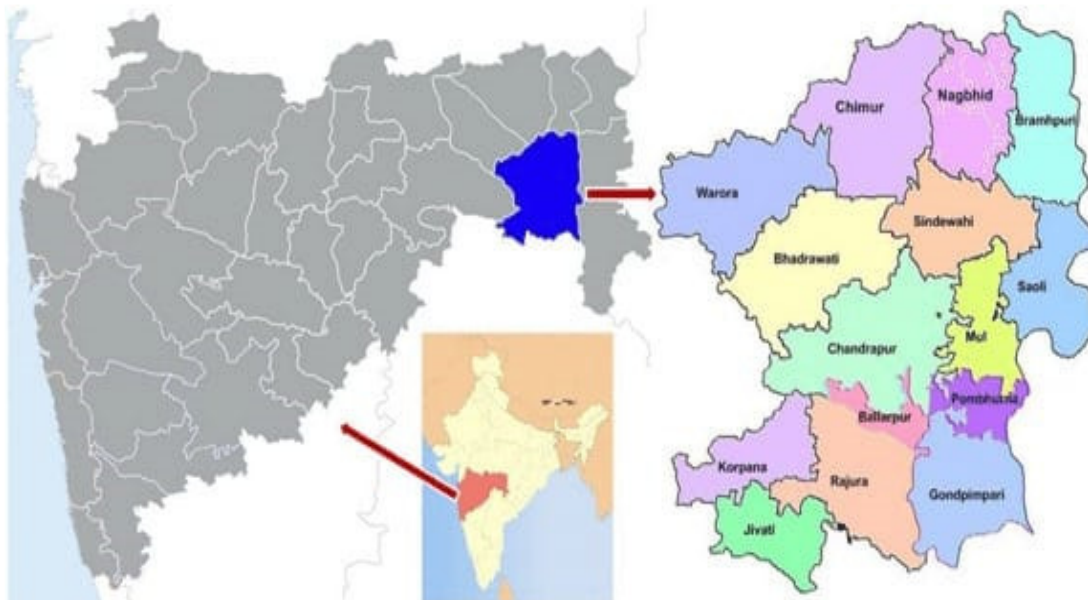 Chimur
Nagbhid
Bramhpuri
Warora
Sindewahi
Bhadrawati
Saoli
Chandrapur
Mul
Pombhurna
Ballarpur
Korpana
Rajura
Gondpimpari
Jivati